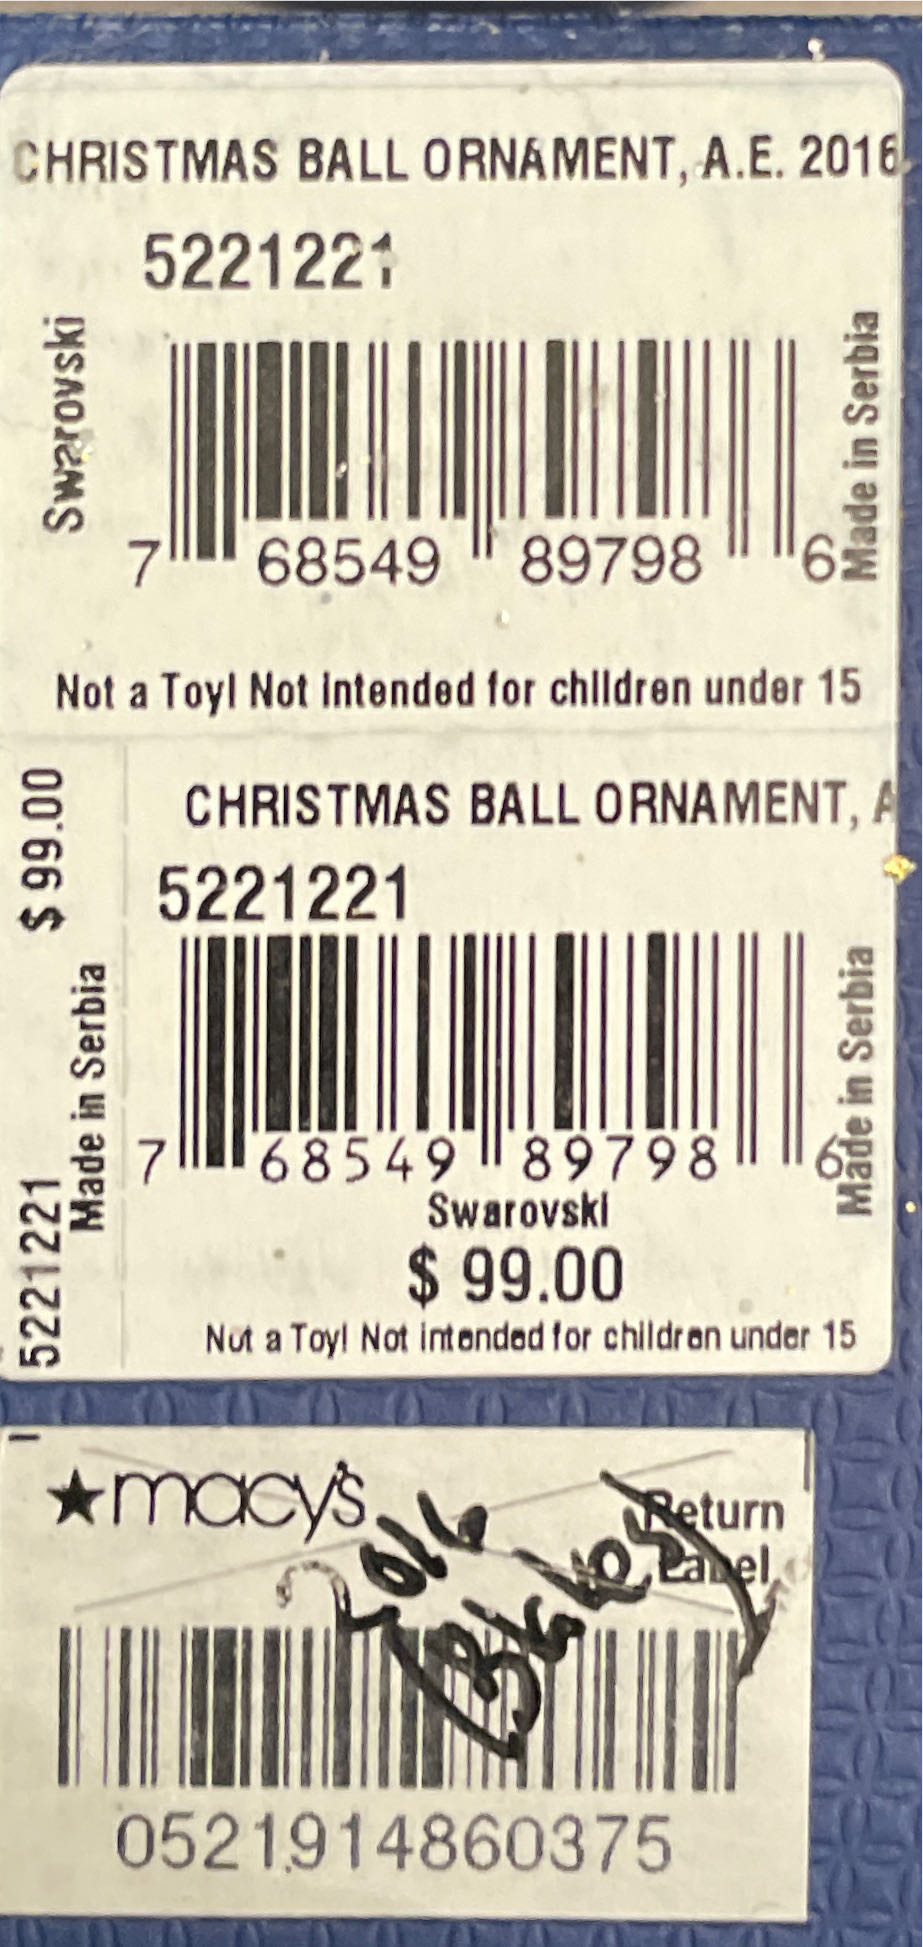 CHRISTMAS BALL ORNAMENT, A.E. 2016
5221221
Swarovski
Made in Serbia
7 68549 89798 6
Not a Toy! Not intended for children under 15
$ 99.00
5221221
Made in Serbia
CHRISTMAS BALL ORNAMENT, A
5221221
7 68549 89798 6
Made in Serbia
Swarovski
$ 99.00
Not a Toy! Not intended for children under 15
★macy's
Return
Label
2016
0521914860375